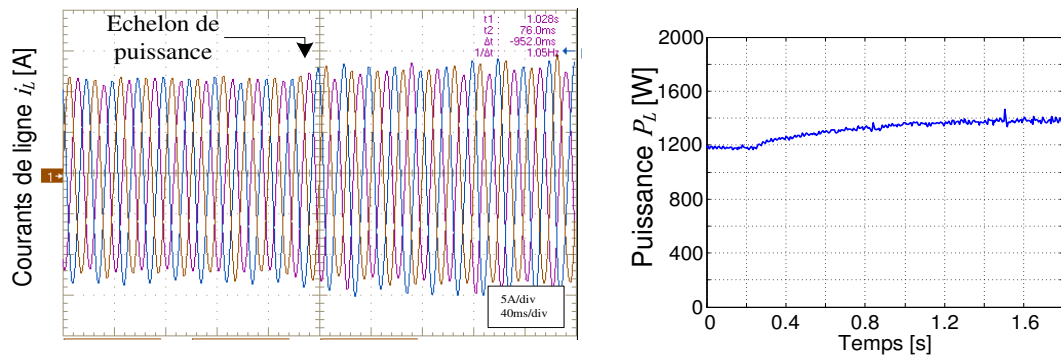 Echelon de
puissance
t1 : 1.028s
t2 : 76.0ms
Δt -952.0ms
1/Δt 1.05Hz
Courants de ligne iL [A]
1
5A/div
40ms/div
Puissance PL [W]
2000
1600
1200
800
400
0
0 0.4 0.8 1.2 1.6
Temps [s]